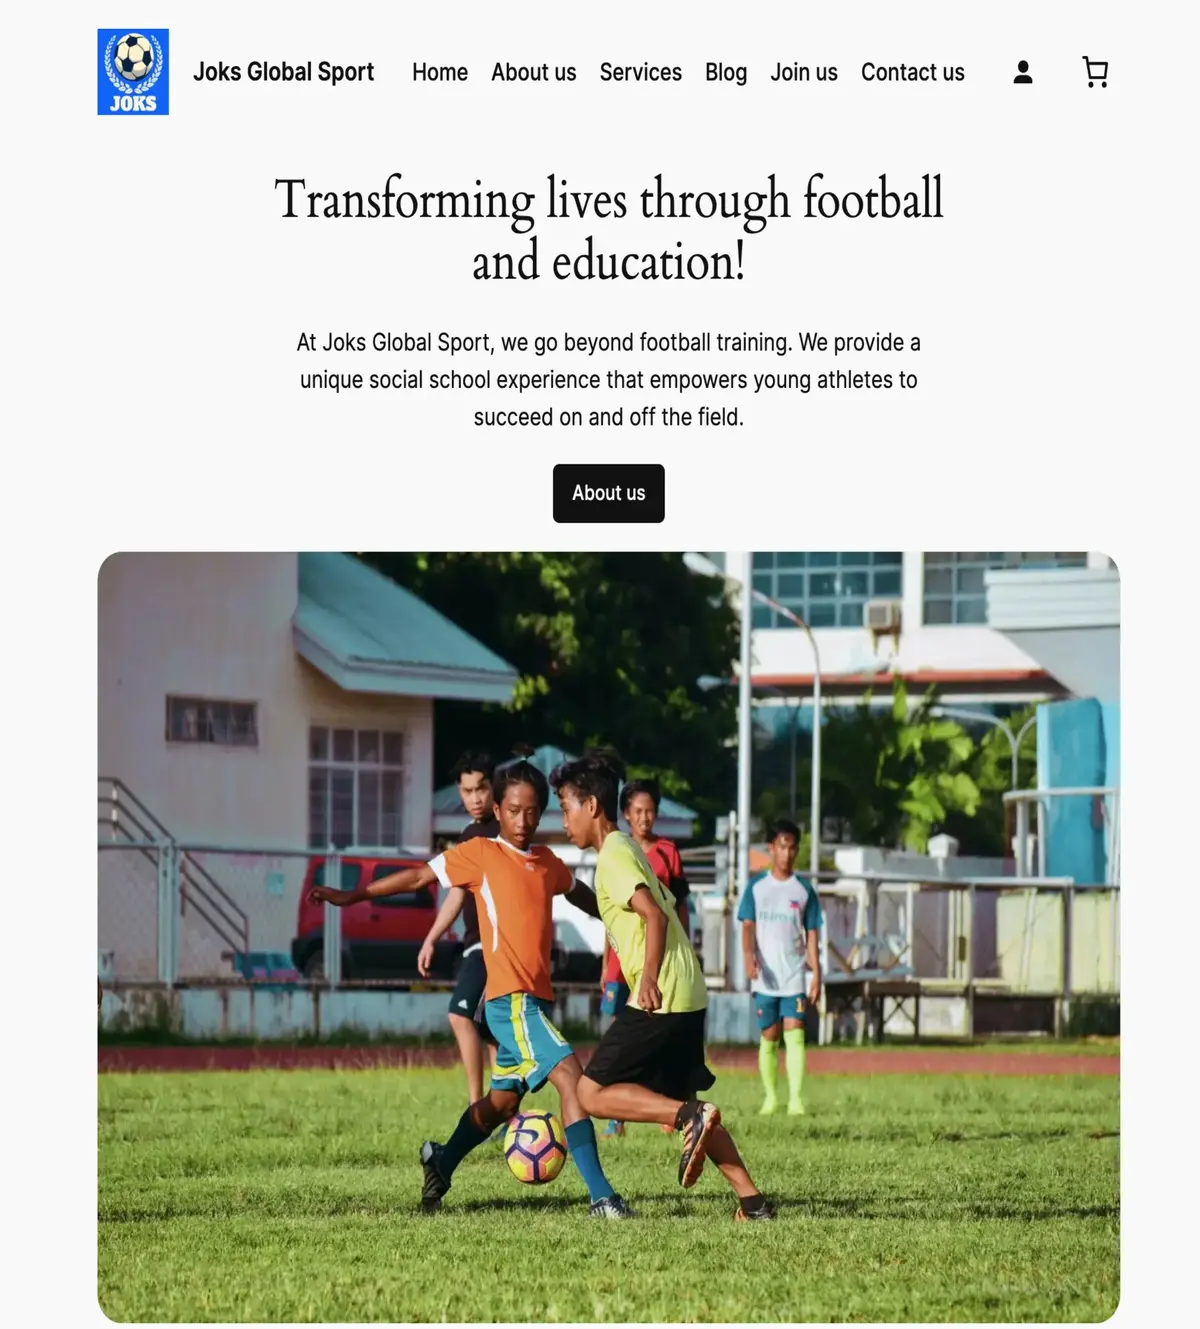 JOKS
Joks Global Sport Home About us Services Blog Join us Contact us
Transforming lives through football
and education!
At Joks Global Sport, we go beyond football training. We provide a
unique social school experience that empowers young athletes to
succeed on and off the field.
About us